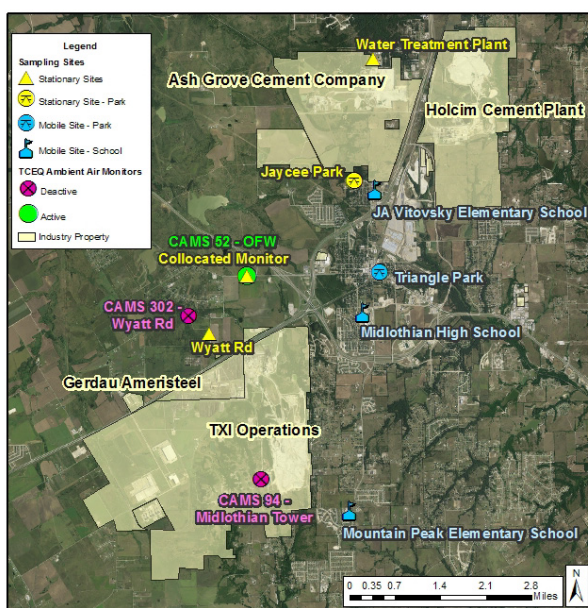 Legend
Sampling Sites
Stationary Sites
Stationary Site - Park
Mobile Site - Park
Mobile Site - School
TCEQ Ambient Air Monitors
Deactive
Active
Industry Property
Water Treatment Plant
Ash Grove Cement Company
Holcim Cement Plant
Jaycee Park
JA Vitovsky Elementary School
CAMS 52 - OFW
Collocated Monitor
Triangle Park
CAMS 302 -
Wyatt Rd
Midlothian High School
Wyatt Rd
Gerdau Ameristeel
TXI Operations
CAMS 94 -
Midlothian Tower
Mountain Peak Elementary School
0 0.35 0.7 1.4 2.1 2.8
Miles
N